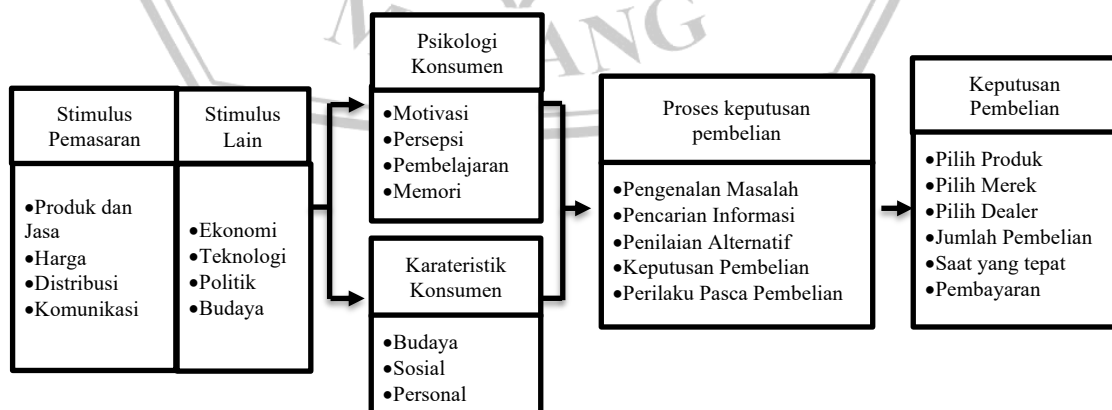 Stimulus
Pemasaran
•Produk dan
Jasa
•Harga
•Distribusi
•Komunikasi
Stimulus
Lain
•Ekonomi
•Teknologi
•Politik
•Budaya
Psikologi
Konsumen
•Motivasi
•Persepsi
•Pembelajaran
•Memori
Karateristik
Konsumen
•Budaya
•Sosial
•Personal
Proses keputusan
pembelian
•Pengenalan Masalah
•Pencarian Informasi
•Penilaian Alternatif
•Keputusan Pembelian
•Perilaku Pasca Pembelian
Keputusan
Pembelian
•Pilih Produk
•Pilih Merek
•Pilih Dealer
•Jumlah Pembelian
•Saat yang tepat
•Pembayaran